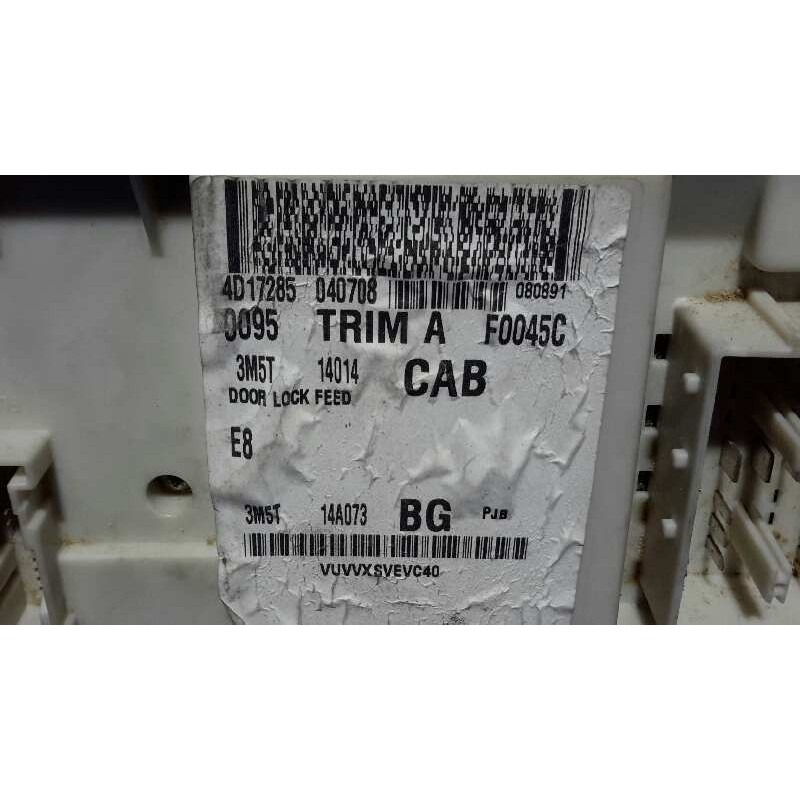 4D17285 040708 080891
0095 TRIM A F0045C
3M5T 14014 CAB
DOOR LOCK FEED
E8
3M5T 14A073 BG PJB
VUVVXSVEVC40